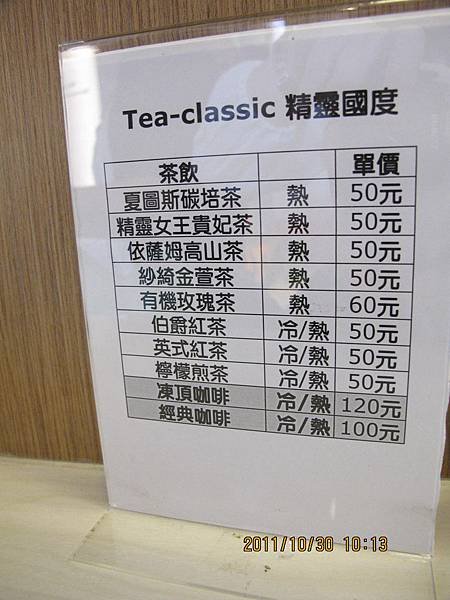 Tea-classic 精靈國度
茶飲 單價
夏圖斯碳培茶 熱 50元
精靈女王貴妃茶 熱 50元
依薩姆高山茶 熱 50元
紗綺金萱茶 熱 50元
有機玫瑰茶 熱 60元
伯爵紅茶 冷/熱 50元
英式紅茶 冷/熱 50元
檸檬煎茶 冷/熱 50元
凍頂咖啡 冷/熱 120元
經典咖啡 冷/熱 100元
2011/10/30 10:13